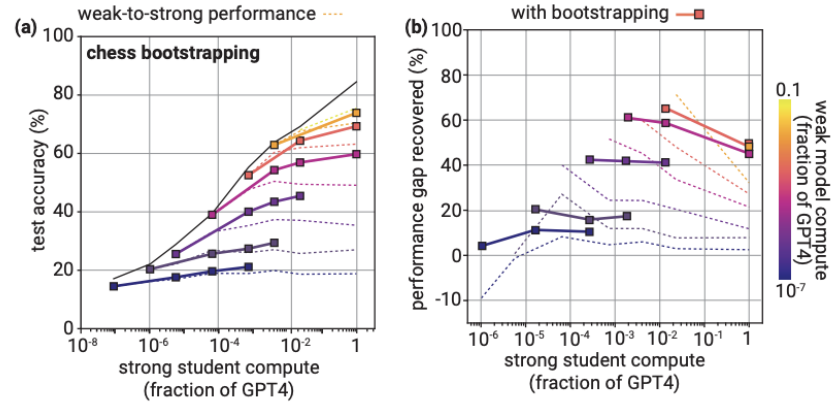 weak-to-strong performance
with bootstrapping
(a)
(b)
chess bootstrapping
test accuracy (%)
100
80
60
40
20
0
10-8
10-6
10-4
10-2
1
strong student compute
(fraction of GPT4)
performance gap recovered (%)
100
80
60
40
20
0
-10
10-6
10-5
10-4
10-3
10-2
10-1
1
strong student compute
(fraction of GPT4)
0.1
10-7
weak model compute
(fraction of GPT4)